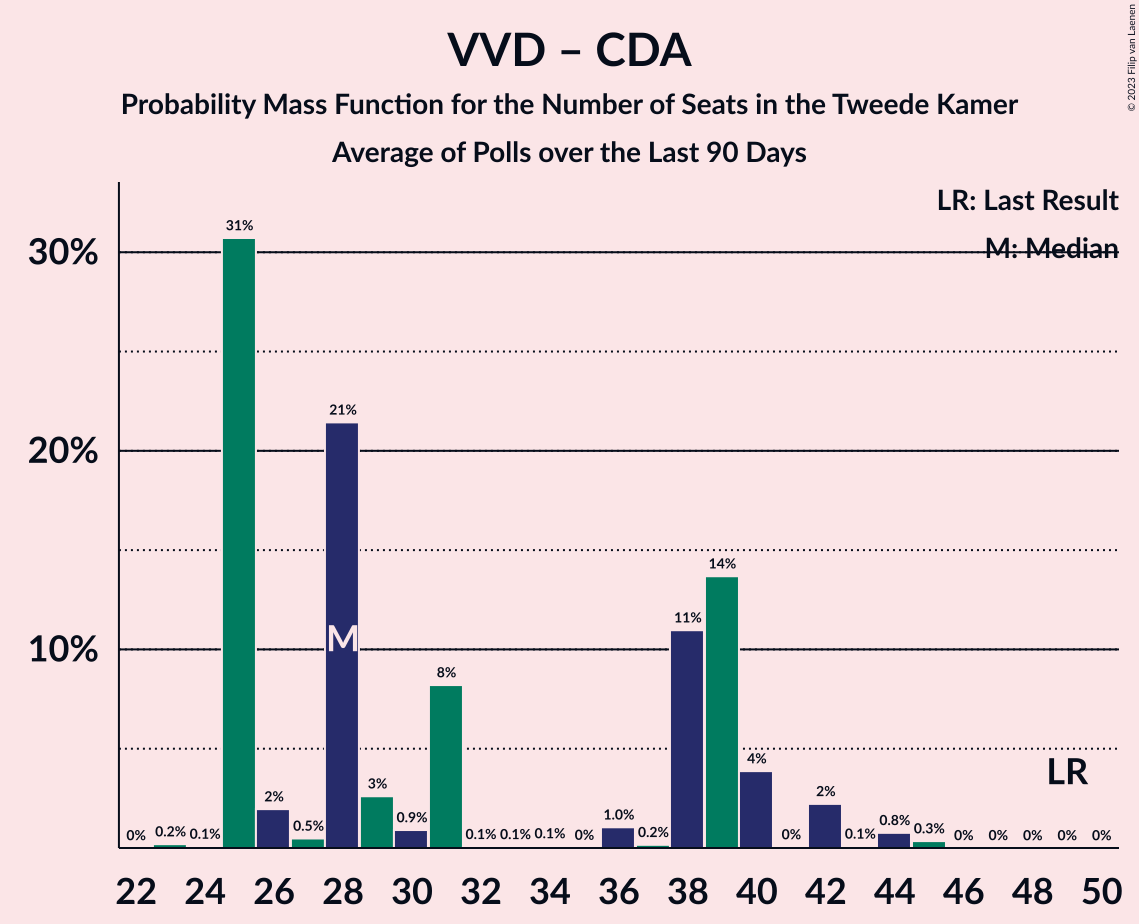 VVD – CDA
Probability Mass Function for the Number of Seats in the Tweede Kamer
Average of Polls over the Last 90 Days
© 2023 Filip van Laenen
LR: Last Result
M: Median
30%
20%
10%
0% 0.2% 0.1% 31% 2% 0.5% 21% 3% 0.9% 8% 0.1% 0.1% 0.1% 0% 1.0% 0.2% 11% 14% 4% 0% 2% 0.1% 0.8% 0.3% 0% 0% 0% 0% 0%
M
LR
22 24 26 28 30 32 34 36 38 40 42 44 46 48 50